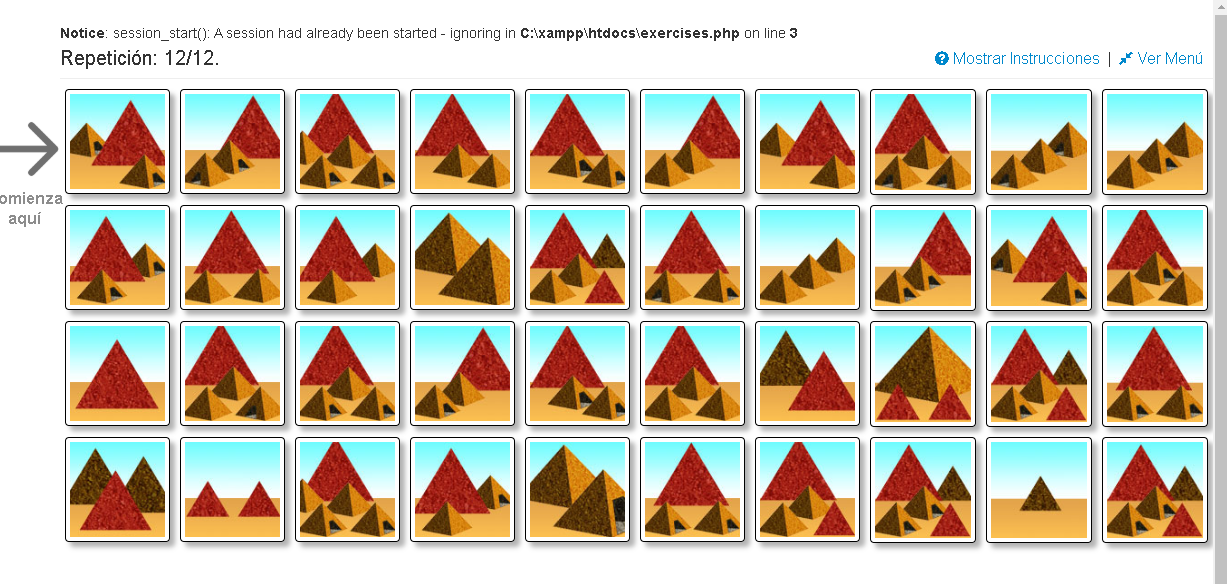 Notice: session_start(): A session had already been started - ignoring in C:\xampp\htdocs\exercises.php on line 3
Repetición: 12/12.
Mostrar Instrucciones | Ver Menú
omienza
aquí